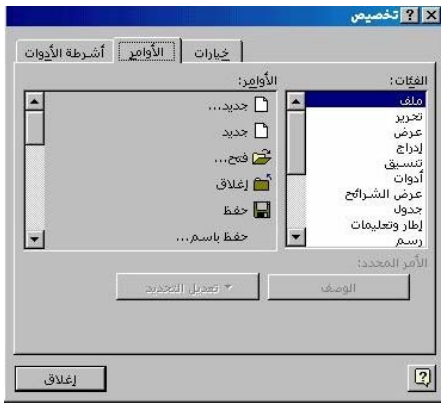 تخصيص
خيارات
الأوامر
أشرطة الأدوات
الفئات:
ملف
تحرير
عرض
إدراج
تنسيق
أدوات
عرض الشرائح
جدول
إطار وتعليمات
رسم
الأوامر:
جديد...
جديد
فتح...
إغلاق
حفظ
حفظ باسم...
الأمر المحدد:
الوصف
تعديل التحديد
إغلاق